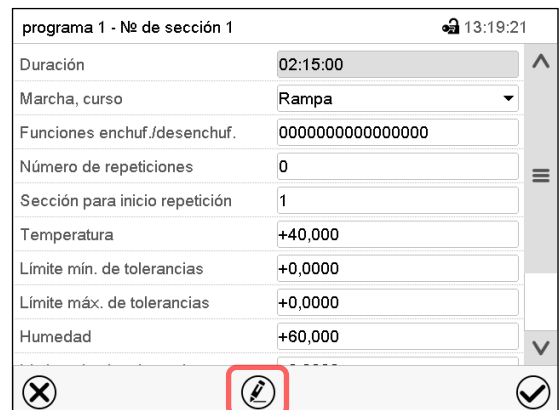 programa 1 - Nº de sección 1 13:19:21
Duración 02:15:00
Marcha, curso Rampa
Funciones enchuf./desenchuf. 0000000000000000
Número de repeticiones 0
Sección para inicio repetición 1
Temperatura +40,000
Límite mín. de tolerancias +0,0000
Límite máx. de tolerancias +0,0000
Humedad +60,000